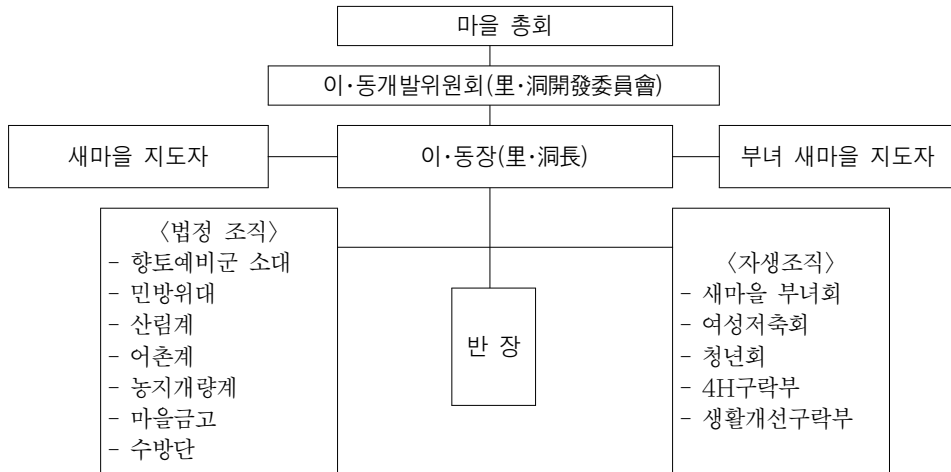 마을 총회
이·동개발위원회(里·洞開發委員會)
새마을 지도자
이·동장(里·洞長)
부녀 새마을 지도자
〈법정 조직〉
- 향토예비군 소대
- 민방위대
- 산림계
- 어촌계
- 농지개량계
- 마을금고
- 수방단
반 장
〈자생조직〉
- 새마을 부녀회
- 여성저축회
- 청년회
- 4H구락부
- 생활개선구락부